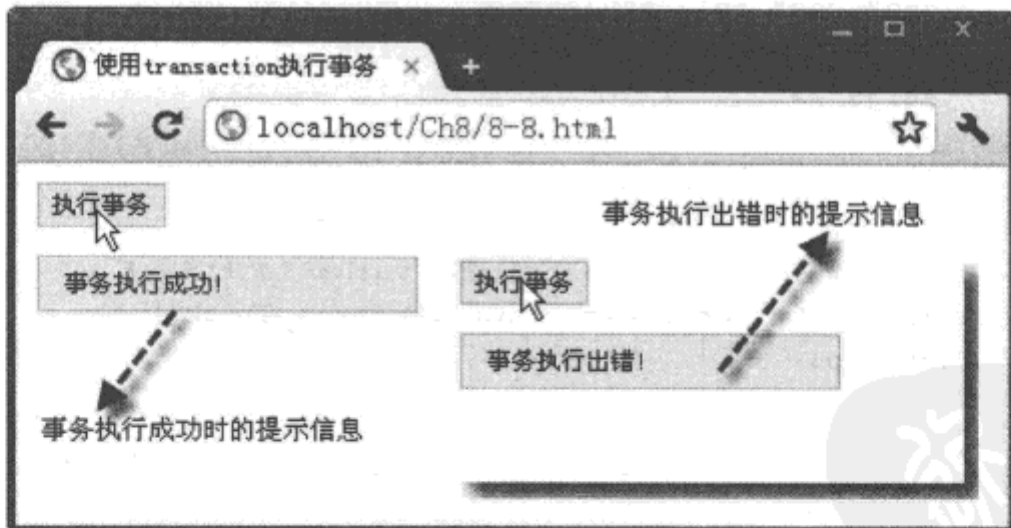 使用transaction执行事务
localhost/Ch8/8-8.html
执行事务
事务执行成功!
事务执行成功时的提示信息
事务执行出错时的提示信息
执行事务
事务执行出错!